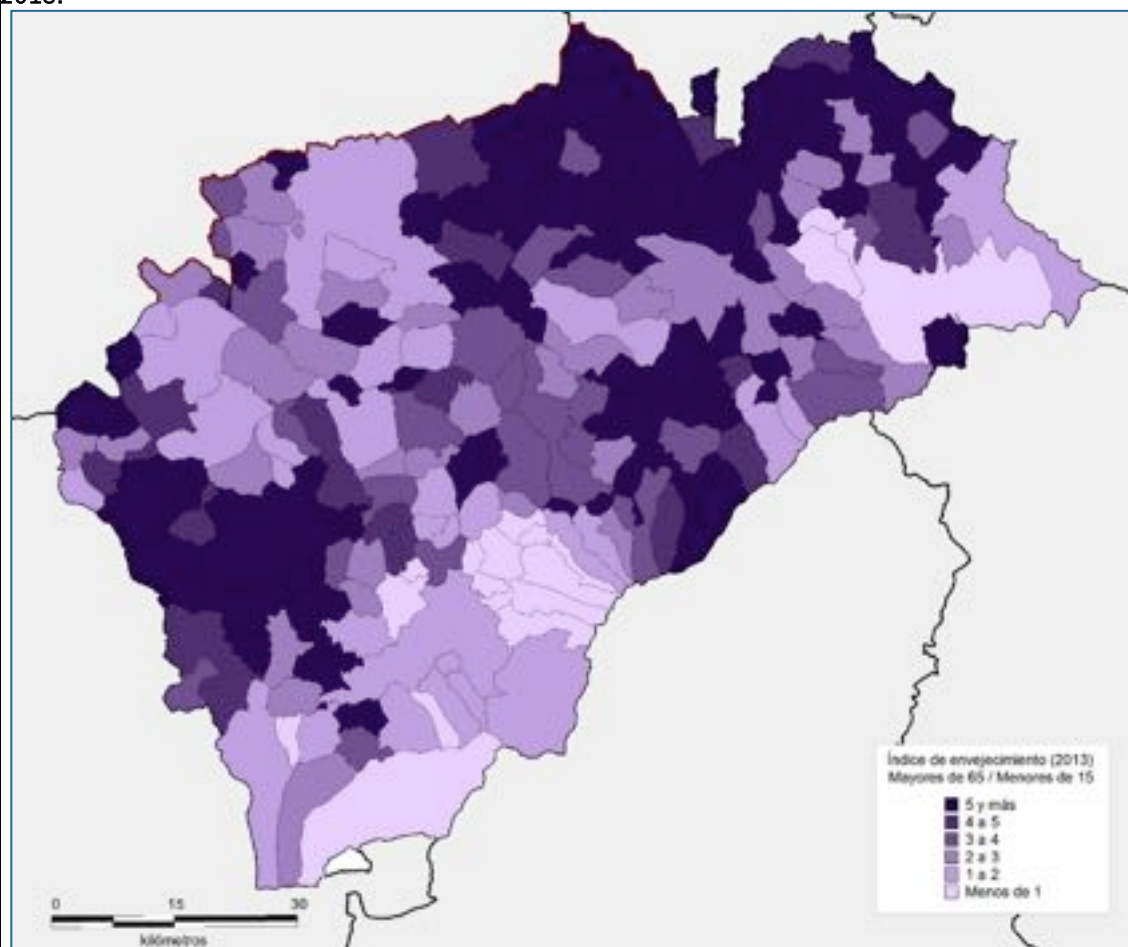 2013.
Índice de envejecimiento (2013)
Mayores de 65 / Menores de 15
5 y más
4 a 5
3 a 4
2 a 3
1 a 2
Menos de 1
0 15 30
kilómetros